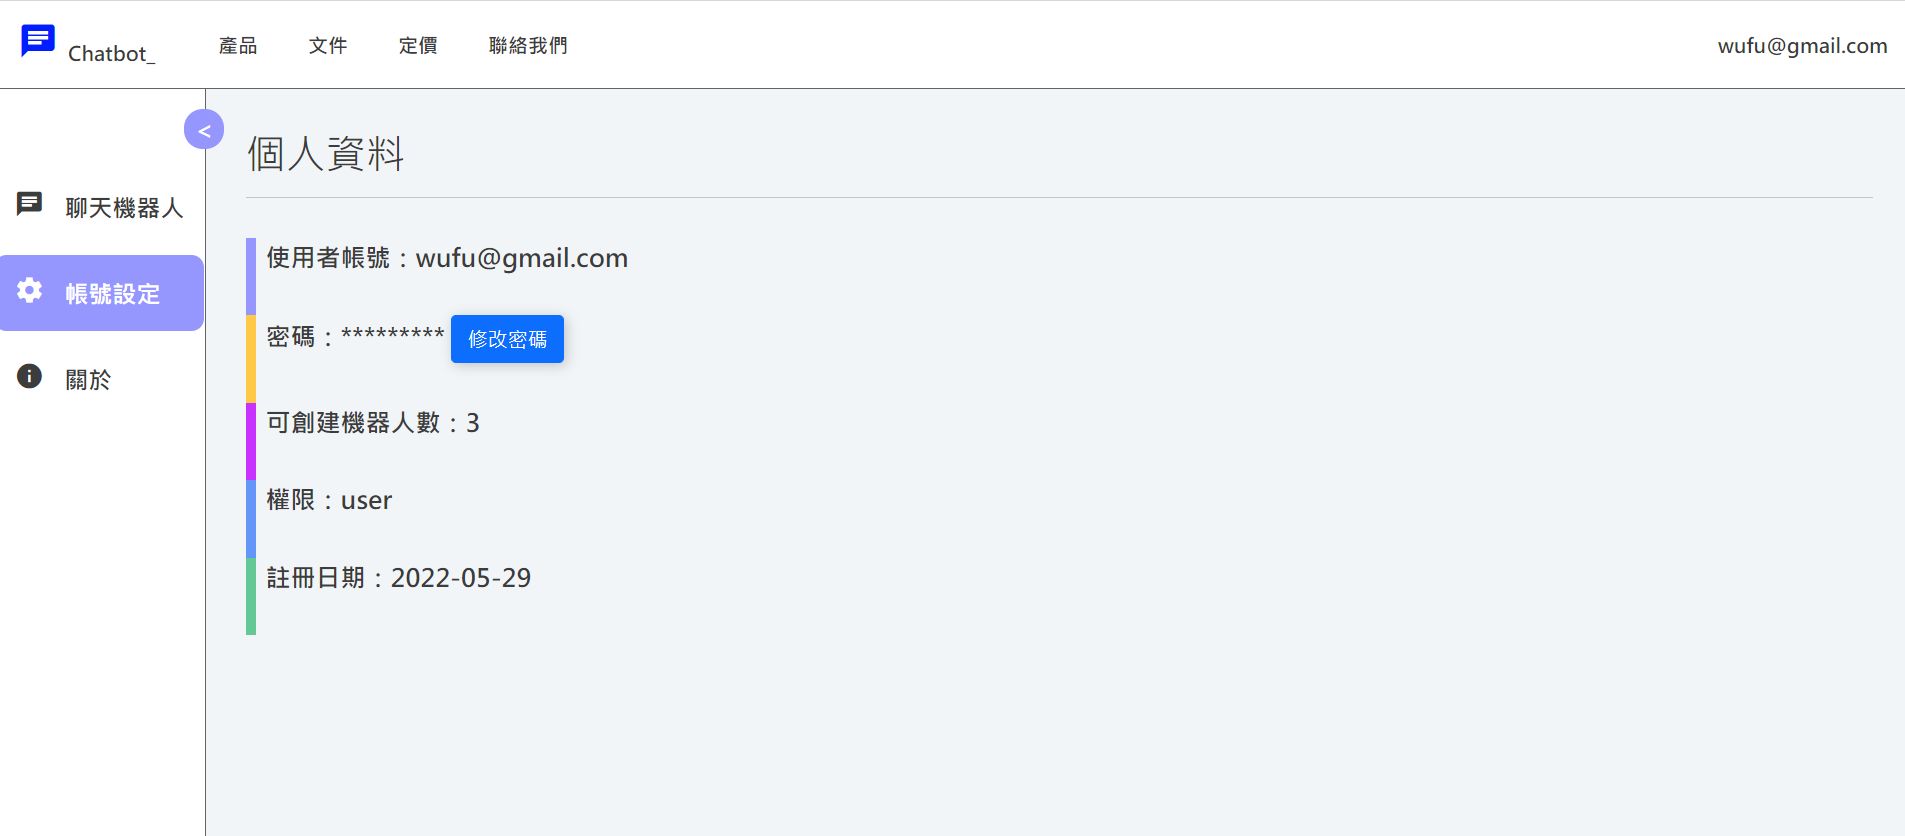 Chatbot_
產品
文件
定價
聯絡我們
wufu@gmail.com
<
聊天機器人
帳號設定
關於
個人資料
使用者帳號：wufu@gmail.com
密碼：********* 修改密碼
可創建機器人數：3
權限：user
註冊日期：2022-05-29